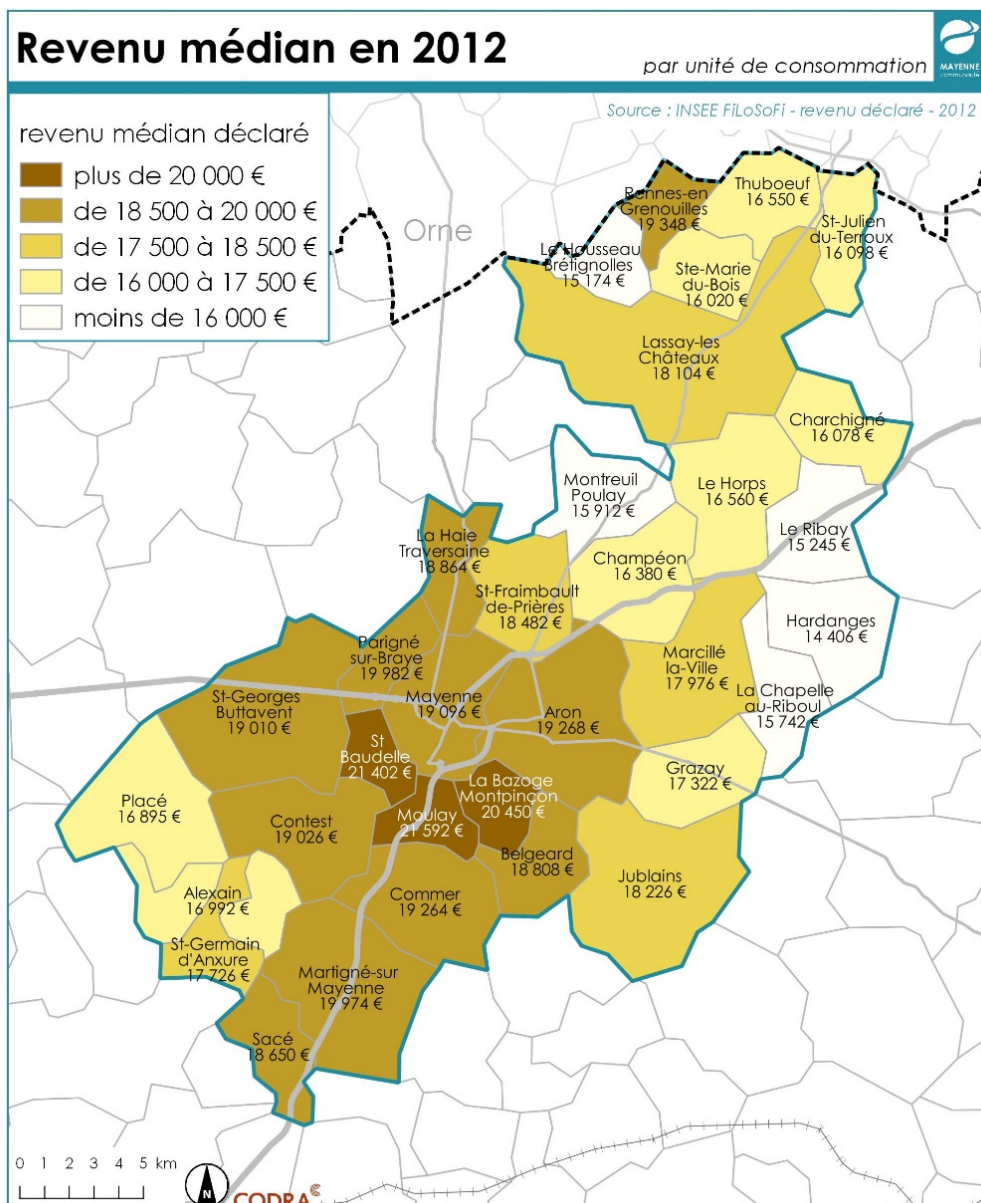 Revenu médian en 2012
par unité de consommation
MAYENNE
communauté
Source : INSEE FiLoSoFi - revenu déclaré - 2012
revenu médian déclaré
plus de 20 000 €
de 18 500 à 20 000 €
de 17 500 à 18 500 €
de 16 000 à 17 500 €
moins de 16 000 €
Orne
Rennes-en
Grenouilles
19 348 €
Thuboeuf
16 550 €
St-Julien
du-Terroux
16 098 €
Le Housseau
Brétignolles
15 174 €
Ste-Marie
du-Bois
16 020 €
Lassay-les
Châteaux
18 104 €
Charchigné
16 078 €
Montreuil
Poulay
15 912 €
Le Horps
16 560 €
Le Ribay
15 245 €
La Haie
Traversaine
18 864 €
Champéon
16 380 €
St-Fraimbault
de-Prières
18 482 €
Hardanges
14 406 €
Parigné
sur-Braye
19 982 €
Marcillé
la-Ville
17 976 €
St-Georges
Buttavent
19 010 €
Mayenne
19 096 €
Aron
19 268 €
La Chapelle
au-Riboul
15 742 €
St
Baudelle
21 402 €
Grazay
17 322 €
La Bazoge
Montpinçon
20 450 €
Placé
16 895 €
Contest
19 026 €
Moulay
21 592 €
Belgeard
18 808 €
Jublains
18 226 €
Alexain
16 992 €
Commer
19 264 €
St-Germain
d'Anxure
17 726 €
Martigné-sur
Mayenne
19 974 €
Sacé
18 650 €
0 1 2 3 4 5 km
N
CODRA